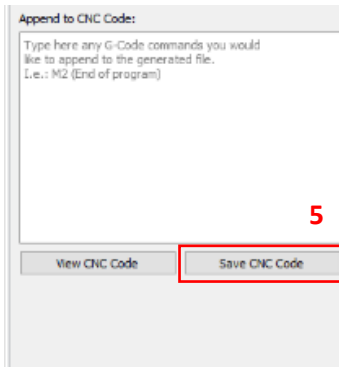 Append to CNC Code:
Type here any G-Code commands you would
like to append to the generated file.
I.e.: M2 (End of program)
5
View CNC Code
Save CNC Code